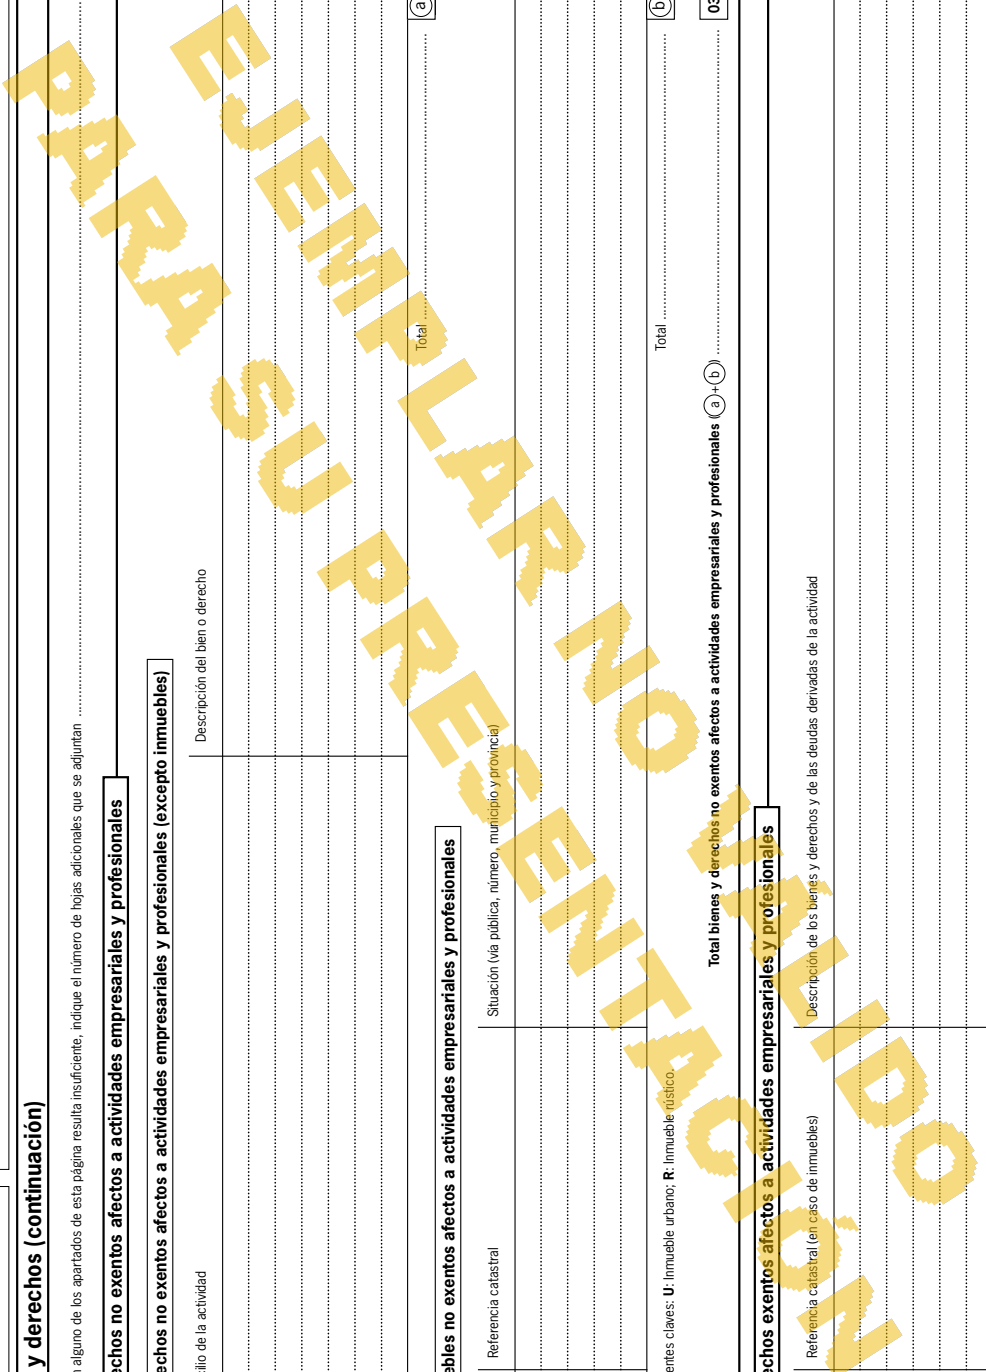 y derechos (continuación)
alguno de los apartados de esta página resulta insuficiente, indique el número de hojas adicionales que se adjuntan
chos no exentos afectos a actividades empresariales y profesionales
echos no exentos afectos a actividades empresariales y profesionales (excepto inmuebles)
ilio de la actividad
Descripción del bien o derecho
Total
a
ebles no exentos afectos a actividades empresariales y profesionales
Referencia catastral
Situación (vía pública, número, municipio y provincia)
Total
b
entes claves: U: Inmueble urbano; R: Inmueble rústico.
Total bienes y derechos no exentos afectos a actividades empresariales y profesionales ( a + b )
03
echos exentos afectos a actividades empresariales y profesionales
Referencia catastral (en caso de inmuebles)
Descripción de los bienes y derechos y de las deudas derivadas de la actividad
EJEMPLAR NO VÁLIDO
PARA SU PRESENTACIÓN